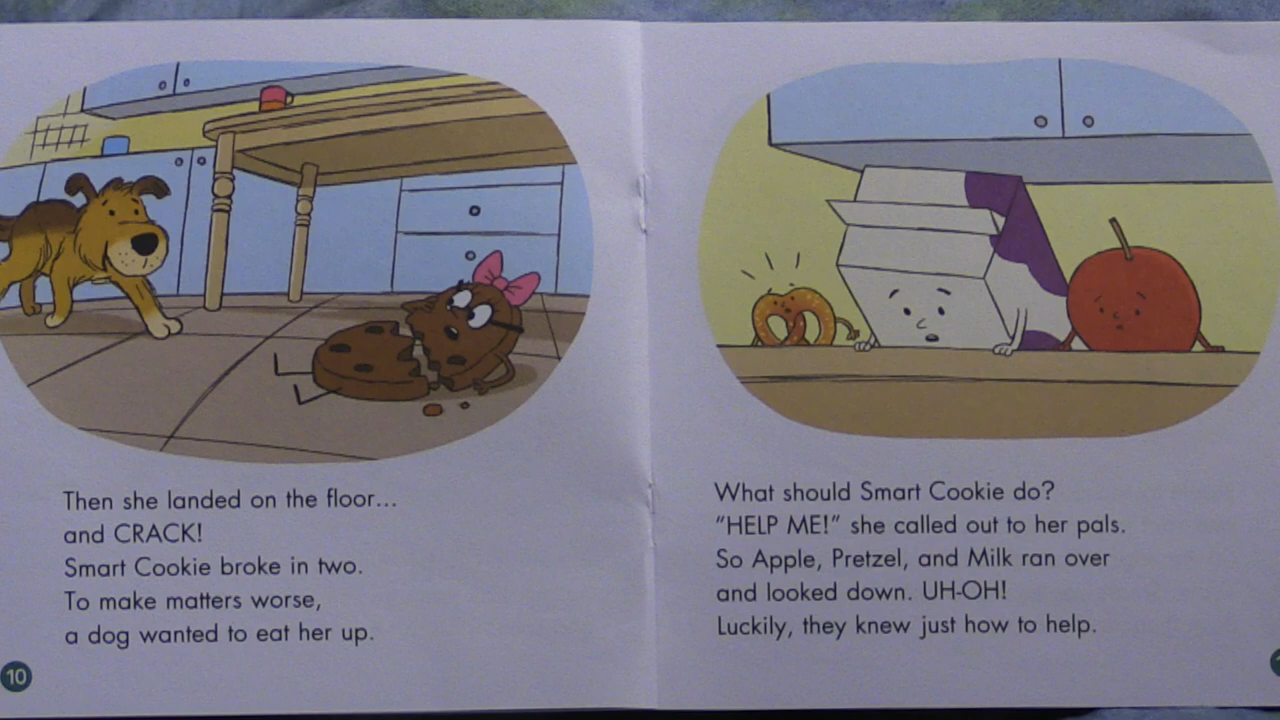 Then she landed on the floor...
and CRACK!
Smart Cookie broke in two.
To make matters worse,
a dog wanted to eat her up.
10
What should Smart Cookie do?
“HELP ME!” she called out to her pals.
So Apple, Pretzel, and Milk ran over
and looked down. UH-OH!
Luckily, they knew just how to help.